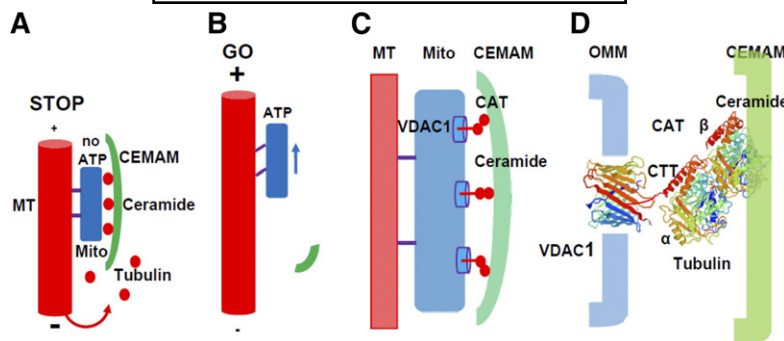 A
STOP
+
no
ATP
CEMAM
MT
Ceramide
Mito
Tubulin
-
B
GO
+
ATP
-
C
MT Mito CEMAM
CAT
VDAC1
Ceramide
D
OMM CEMAM
Ceramide
CAT β
CTT
α
VDAC1
Tubulin